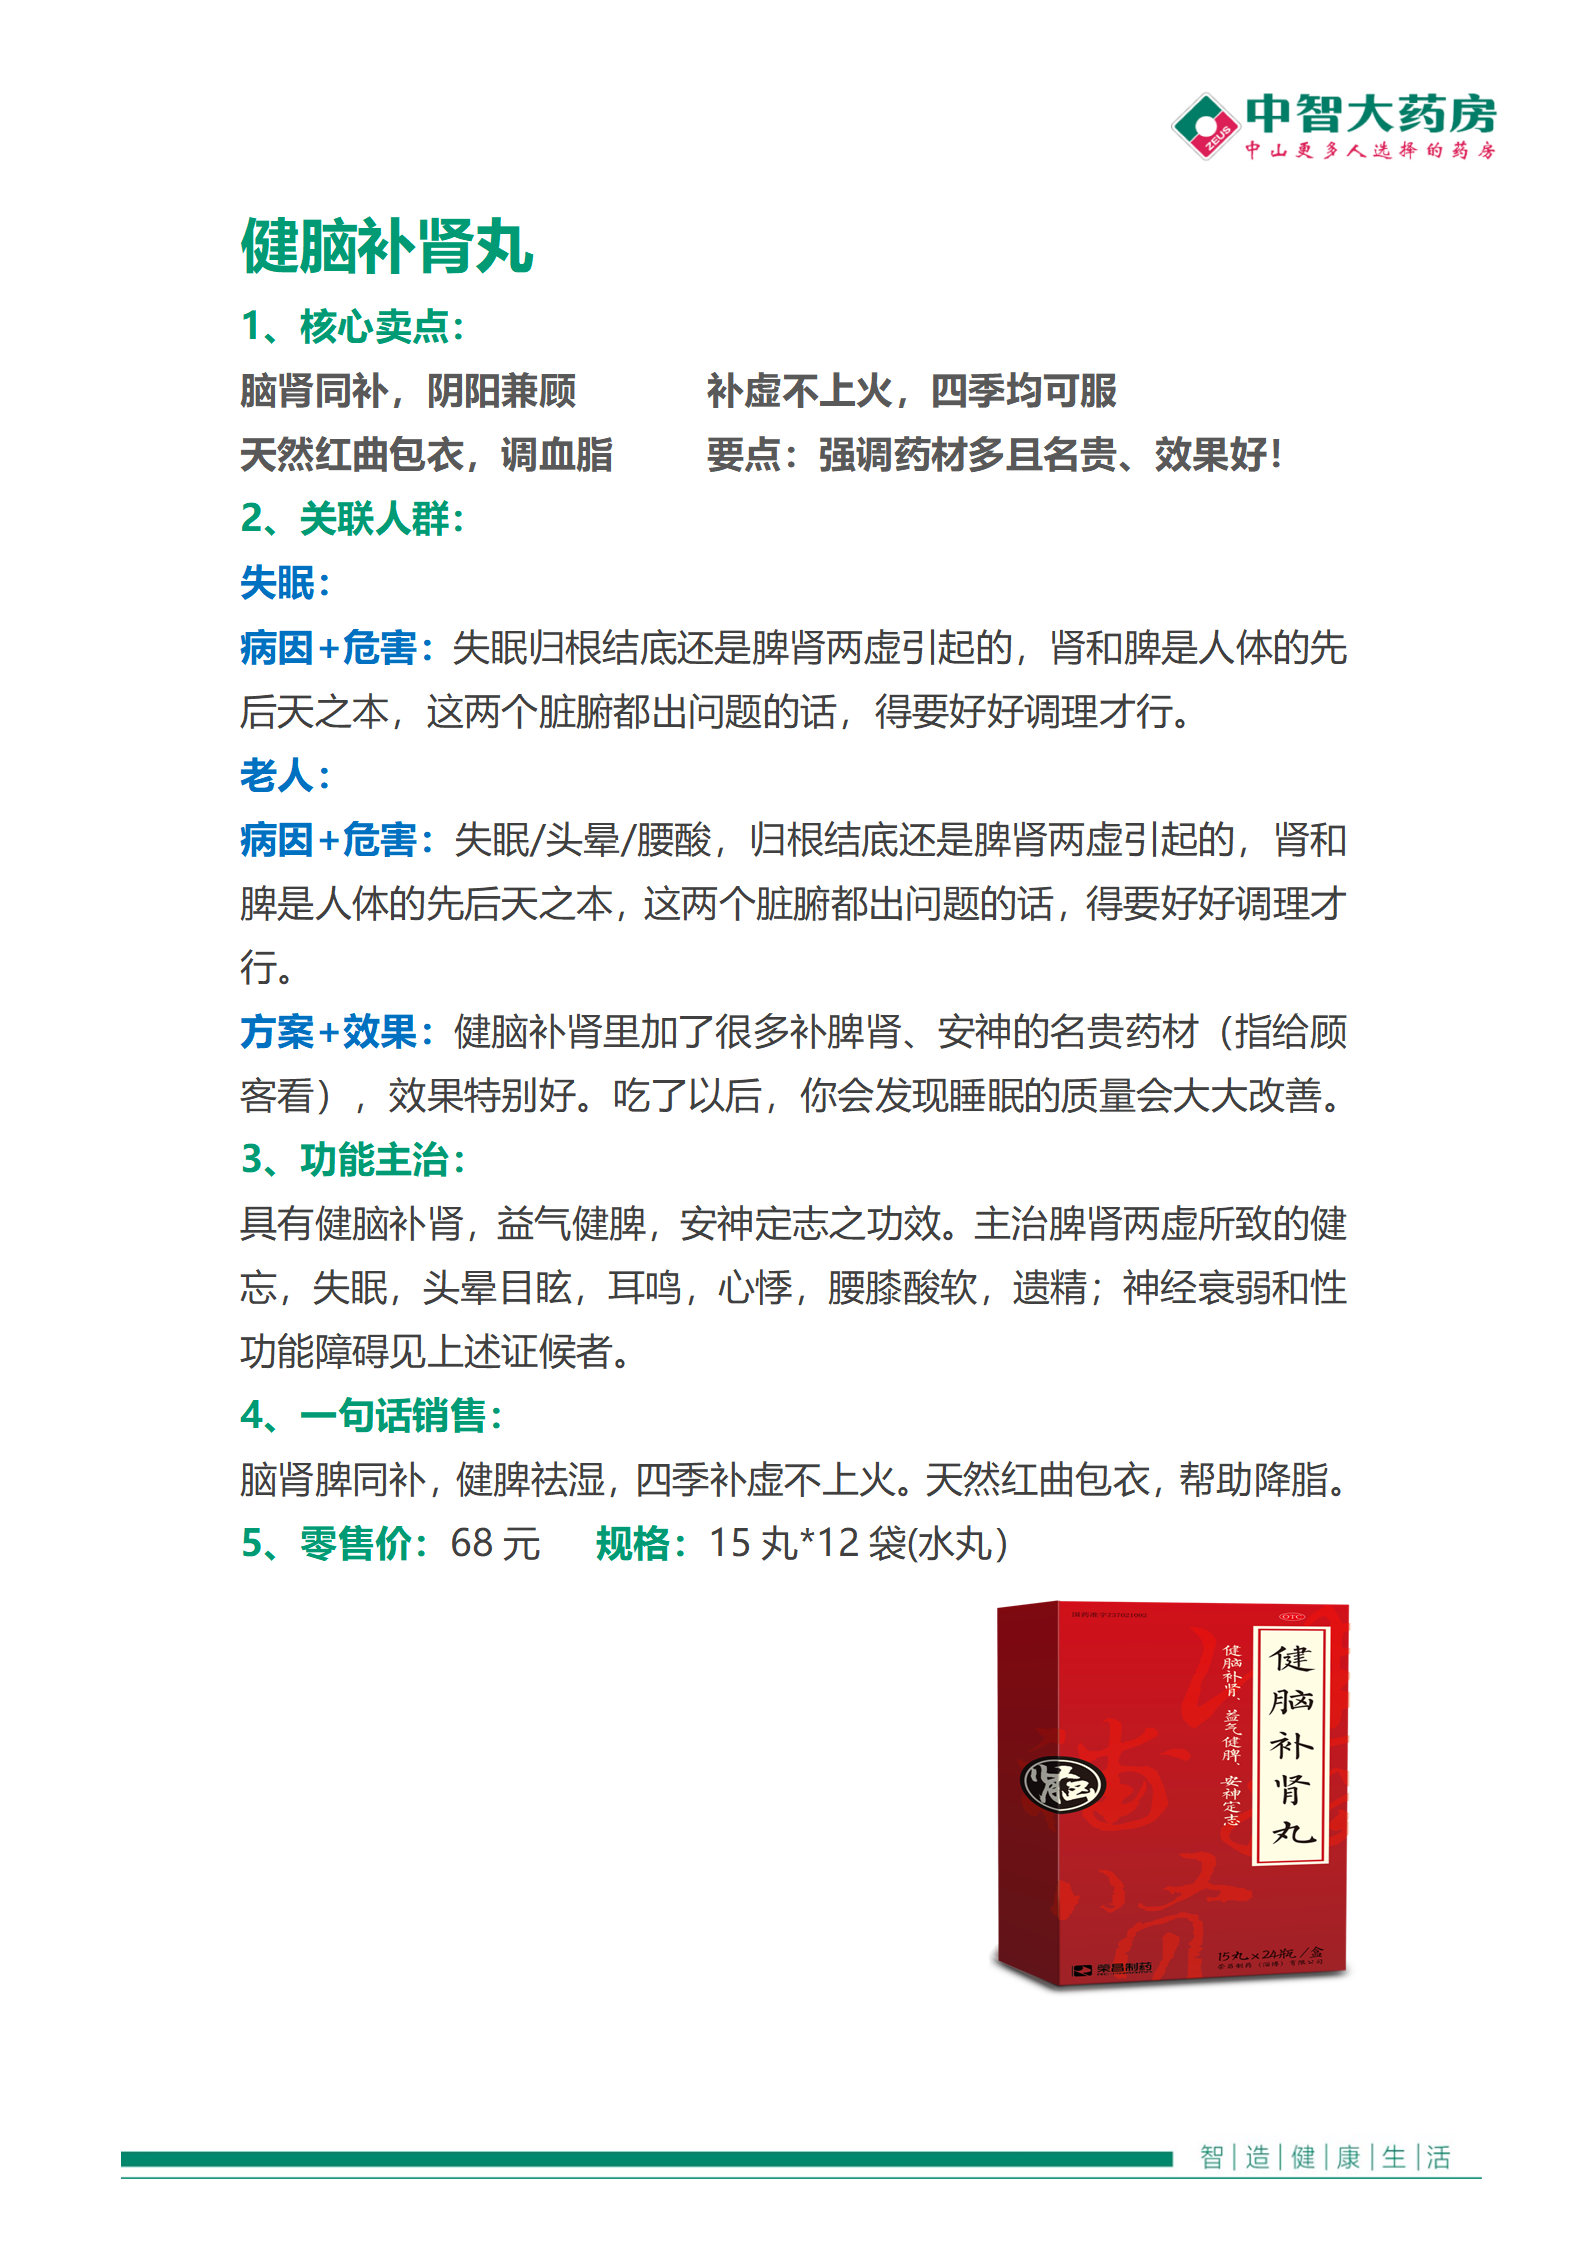 中智大药房
ZEUS
中山更多人选择的药房
健脑补肾丸
1、核心卖点：
脑肾同补，阴阳兼顾 补虚不上火，四季均可服
天然红曲包衣，调血脂 要点：强调药材多且名贵、效果好！
2、关联人群：
失眠：
病因+危害：失眠归根结底还是脾肾两虚引起的，肾和脾是人体的先
后天之本，这两个脏腑都出问题的话，得要好好调理才行。
老人：
病因+危害：失眠/头晕/腰酸，归根结底还是脾肾两虚引起的，肾和
脾是人体的先后天之本，这两个脏腑都出问题的话，得要好好调理才
行。
方案+效果：健脑补肾里加了很多补脾肾、安神的名贵药材（指给顾
客看），效果特别好。吃了以后，你会发现睡眠的质量会大大改善。
3、功能主治：
具有健脑补肾，益气健脾，安神定志之功效。主治脾肾两虚所致的健
忘，失眠，头晕目眩，耳鸣，心悸，腰膝酸软，遗精；神经衰弱和性
功能障碍见上述证候者。
4、一句话销售：
脑肾脾同补，健脾祛湿，四季补虚不上火。天然红曲包衣，帮助降脂。
5、零售价：68 元 规格：15 丸*12 袋(水丸）
OTC
健脑补肾丸
健脑补肾、益气健脾、安神定志
15丸×24瓶/盒
荣昌制药
智|造|健|康|生|活